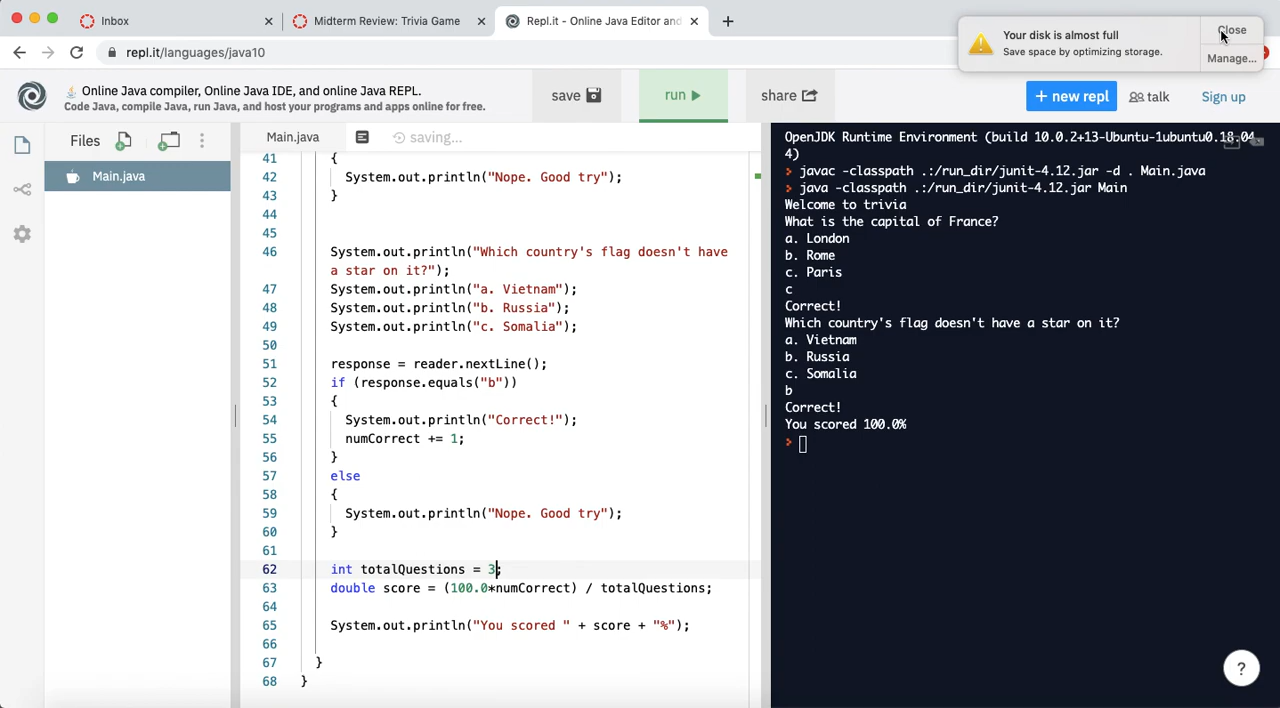 Inbox
Midterm Review: Trivia Game
Repl.it - Online Java Editor and
Your disk is almost full
Save space by optimizing storage.
Close
Manage...
repl.it/languages/java10
Online Java compiler, Online Java IDE, and online Java REPL.
Code Java, compile Java, run Java, and host your programs and apps online for free.
save
run
share
+ new repl
talk
Sign up
Files
Main.java
Main.java
saving...
41 {
42 System.out.println("Nope. Good try");
43 }
44
45
46 System.out.println("Which country's flag doesn't have
a star on it?");
47 System.out.println("a. Vietnam");
48 System.out.println("b. Russia");
49 System.out.println("c. Somalia");
50
51 response = reader.nextLine();
52 if (response.equals("b"))
53 {
54 System.out.println("Correct!");
55 numCorrect += 1;
56 }
57 else
58 {
59 System.out.println("Nope. Good try");
60 }
61
62 int totalQuestions = 3;
63 double score = (100.0*numCorrect) / totalQuestions;
64
65 System.out.println("You scored " + score + "%");
66
67 }
68 }
OpenJDK Runtime Environment (build 10.0.2+13-Ubuntu-1ubuntu0.18.04.
4)
> javac -classpath .:/run_dir/junit-4.12.jar -d . Main.java
> java -classpath .:/run_dir/junit-4.12.jar Main
Welcome to trivia
What is the capital of France?
a. London
b. Rome
c. Paris
c
Correct!
Which country's flag doesn't have a star on it?
a. Vietnam
b. Russia
c. Somalia
b
Correct!
You scored 100.0%
>
?